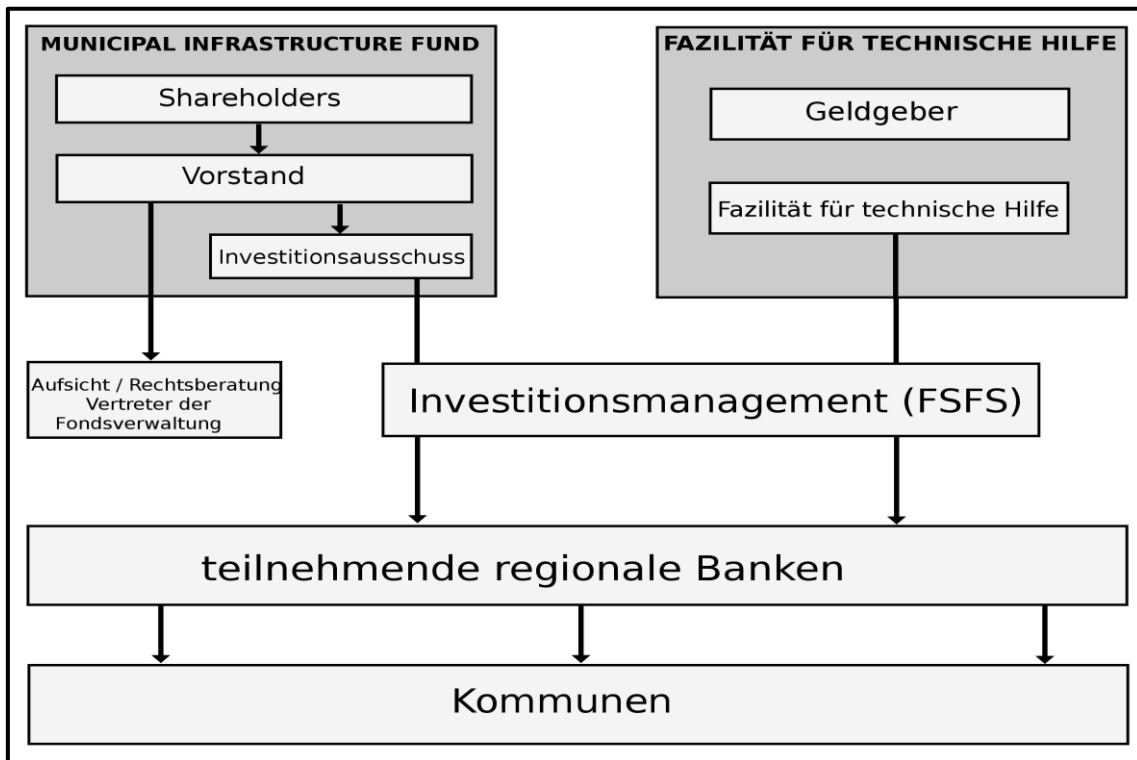 MUNICIPAL INFRASTRUCTURE FUND
Shareholders
Vorstand
Investitionsausschuss
FAZILITÄT FÜR TECHNISCHE HILFE
Geldgeber
Fazilität für technische Hilfe
Aufsicht / Rechtsberatung
Vertreter der
Fondsverwaltung
Investitionsmanagement (FSFS)
teilnehmende regionale Banken
Kommunen